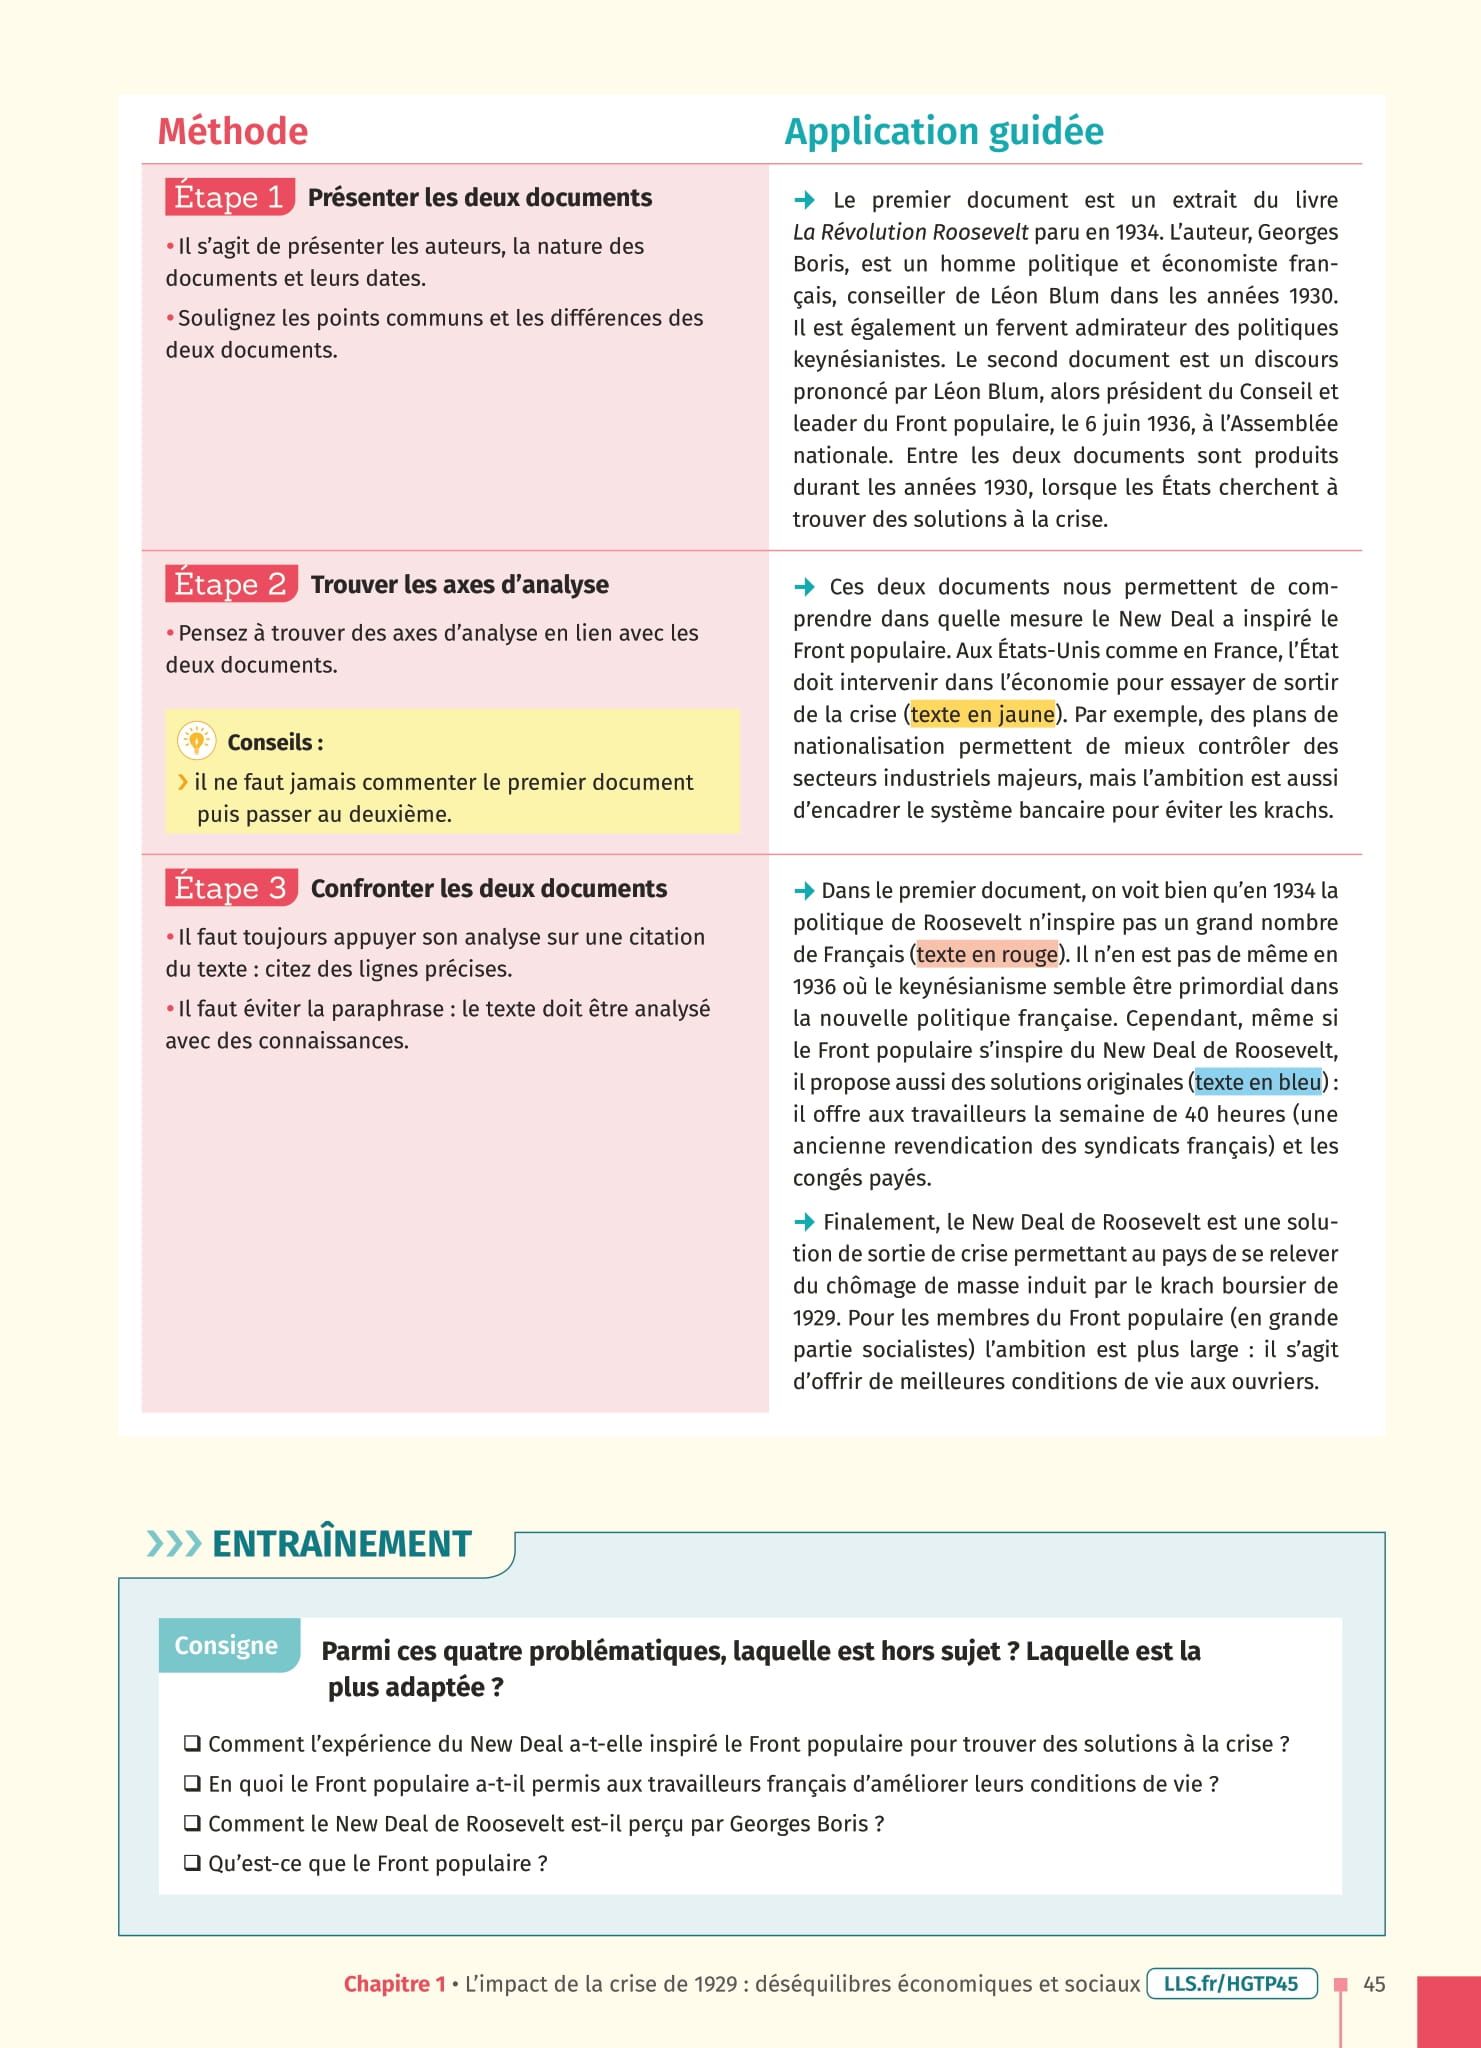 Méthode
Application guidée
Étape 1 Présenter les deux documents
• Il s’agit de présenter les auteurs, la nature des
documents et leurs dates.
• Soulignez les points communs et les différences des
deux documents.
→ Le premier document est un extrait du livre
La Révolution Roosevelt paru en 1934. L’auteur, Georges
Boris, est un homme politique et économiste fran-
çais, conseiller de Léon Blum dans les années 1930.
Il est également un fervent admirateur des politiques
keynésianistes. Le second document est un discours
prononcé par Léon Blum, alors président du Conseil et
leader du Front populaire, le 6 juin 1936, à l’Assemblée
nationale. Entre les deux documents sont produits
durant les années 1930, lorsque les États cherchent à
trouver des solutions à la crise.
Étape 2 Trouver les axes d’analyse
• Pensez à trouver des axes d’analyse en lien avec les
deux documents.
Conseils :
› il ne faut jamais commenter le premier document
puis passer au deuxième.
→ Ces deux documents nous permettent de com-
prendre dans quelle mesure le New Deal a inspiré le
Front populaire. Aux États-Unis comme en France, l’État
doit intervenir dans l’économie pour essayer de sortir
de la crise (texte en jaune). Par exemple, des plans de
nationalisation permettent de mieux contrôler des
secteurs industriels majeurs, mais l’ambition est aussi
d’encadrer le système bancaire pour éviter les krachs.
Étape 3 Confronter les deux documents
• Il faut toujours appuyer son analyse sur une citation
du texte : citez des lignes précises.
• Il faut éviter la paraphrase : le texte doit être analysé
avec des connaissances.
→ Dans le premier document, on voit bien qu’en 1934 la
politique de Roosevelt n’inspire pas un grand nombre
de Français (texte en rouge). Il n’en est pas de même en
1936 où le keynésianisme semble être primordial dans
la nouvelle politique française. Cependant, même si
le Front populaire s’inspire du New Deal de Roosevelt,
il propose aussi des solutions originales (texte en bleu) :
il offre aux travailleurs la semaine de 40 heures (une
ancienne revendication des syndicats français) et les
congés payés.
→ Finalement, le New Deal de Roosevelt est une solu-
tion de sortie de crise permettant au pays de se relever
du chômage de masse induit par le krach boursier de
1929. Pour les membres du Front populaire (en grande
partie socialistes) l’ambition est plus large : il s’agit
d’offrir de meilleures conditions de vie aux ouvriers.
››› ENTRAÎNEMENT
Consigne
Parmi ces quatre problématiques, laquelle est hors sujet ? Laquelle est la
plus adaptée ?
❑ Comment l’expérience du New Deal a-t-elle inspiré le Front populaire pour trouver des solutions à la crise ?
❑ En quoi le Front populaire a-t-il permis aux travailleurs français d’améliorer leurs conditions de vie ?
❑ Comment le New Deal de Roosevelt est-il perçu par Georges Boris ?
❑ Qu’est-ce que le Front populaire ?
Chapitre 1 • L’impact de la crise de 1929 : déséquilibres économiques et sociaux LLS.fr/HGTP45 45